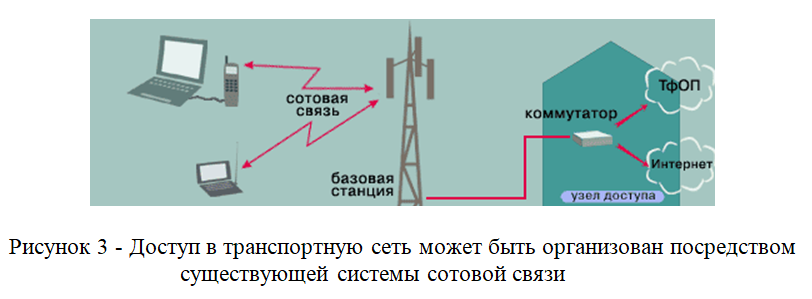 ТфОП
сотовая
связь
коммутатор
Интернет
базовая
станция
узел доступа
Рисунок 3 - Доступ в транспортную сеть может быть организован посредством
существующей системы сотовой связи